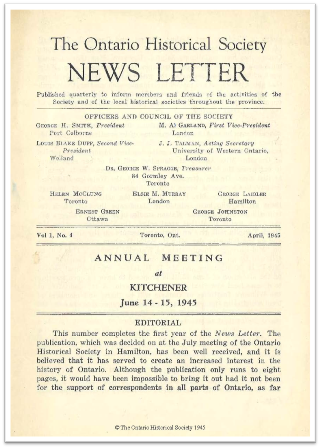 The Ontario Historical Society
NEWS LETTER
Published quarterly to inform members and friends of the activities of the
Society and of the local historical societies throughout the province.
OFFICERS AND COUNCIL OF THE SOCIETY
GEORGE H. SMITH, President M. A. GARLAND, First Vice-President
Port Colborne London
LOUIS BLAKE DUFF, Second Vice- J. J. TALMAN, Acting Secretary
President University of Western Ontario,
Welland London
DR. GEORGE W. SPRAGGE, Treasurer
84 Gormley Ave.
Toronto
HELEN MCCLUNG ELSIE M. MURRAY GEORGE LAIDLER
Toronto London Hamilton
ERNEST GREEN GEORGE JOHNSTON
Ottawa Toronto
Vol 1, No. 4 Toronto, Ont. April, 1945
ANNUAL MEETING
at
KITCHENER
June 14 - 15, 1945
EDITORIAL
This number completes the first year of the News Letter. The
publication, which was decided on at the July meeting of the Ontario
Historical Society in Hamilton, has been well received, and it is
believed that it has served to create an increased interest in the
history of Ontario. Although the publication only runs to eight
pages, it would have been impossible to bring it out had it not been
for the support of correspondents in all parts of Ontario, as far
© The Ontario Historical Society 1945